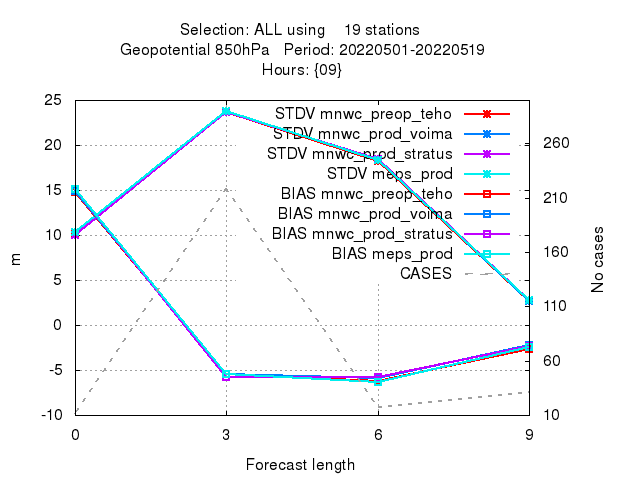 Selection: ALL using    19 stations
Geopotential 850hPa   Period: 20220501-20220519
Hours: {09}
25
20
15
10
5
0
-5
-10
m
STDV mnwc_preop_teho
STDV mnwc_prod_voima
STDV mnwc_prod_stratus
STDV meps_prod
BIAS mnwc_preop_teho
BIAS mnwc_prod_voima
BIAS mnwc_prod_stratus
BIAS meps_prod
CASES
260
210
160
110
60
10
No cases
0 3 6 9
Forecast length